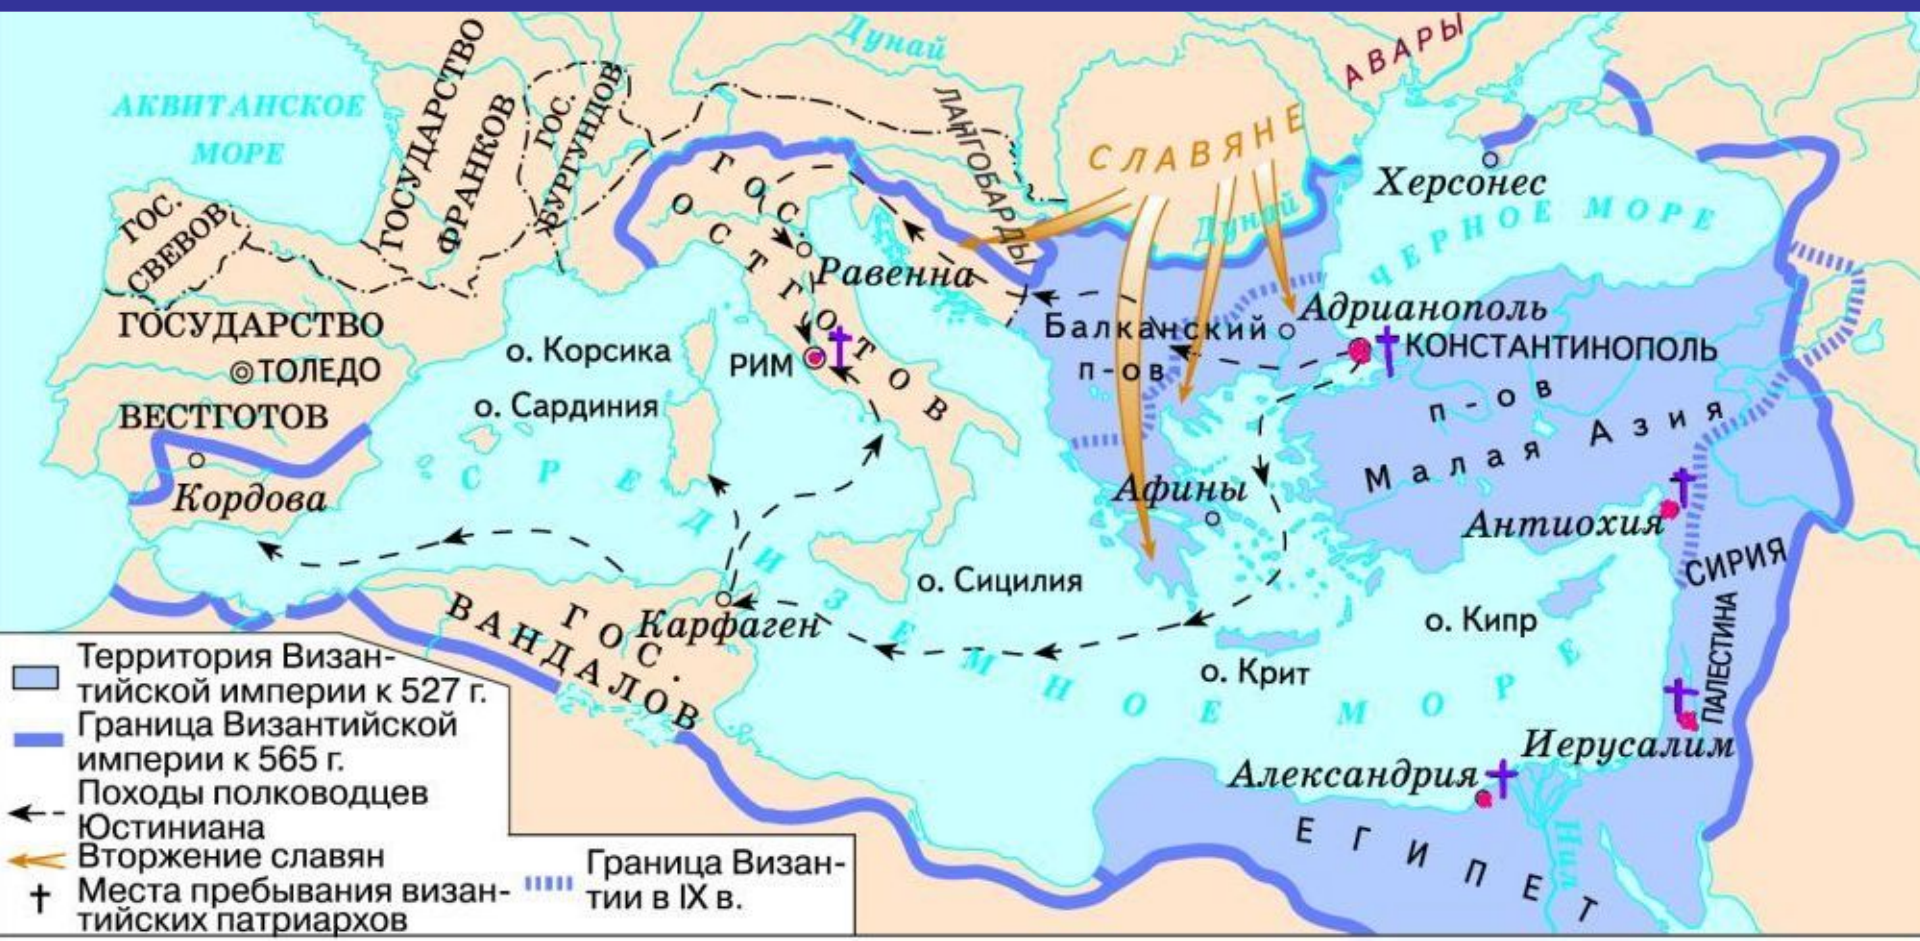 Дунай
АВАРЫ
АКВИТАНСКОЕ
МОРЕ
ГОСУДАРСТВО
ФРАНКОВ
ГОС.
БУРГУНДОВ
ЛАНГОБАРДЫ
СЛАВЯНЕ
Дунай
Херсонес
ЧЕРНОЕ МОРЕ
ГОС.
СВЕВОВ
ГОС.
ОСТГОТОВ
Равенна
ГОСУДАРСТВО
ТОЛЕДО
ВЕСТГОТОВ
Кордова
о. Корсика
о. Сардиния
РИМ
Балканский
п-ов
Адрианополь
КОНСТАНТИНОПОЛЬ
п-ов
Малая Азия
Афины
Антиохия
СИРИЯ
СРЕДИЗЕМНОЕ МОРЕ
о. Сицилия
о. Кипр
о. Крит
ПАЛЕСТИНА
Иерусалим
Александрия
ЕГИПЕТ
Нил
Карфаген
ГОС.
ВАНДАЛОВ
Территория Визан-
тийской империи к 527 г.
Граница Византийской
империи к 565 г.
Походы полководцев
Юстиниана
Вторжение славян
Места пребывания визан-
тийских патриархов
Граница Визан-
тии в IX в.